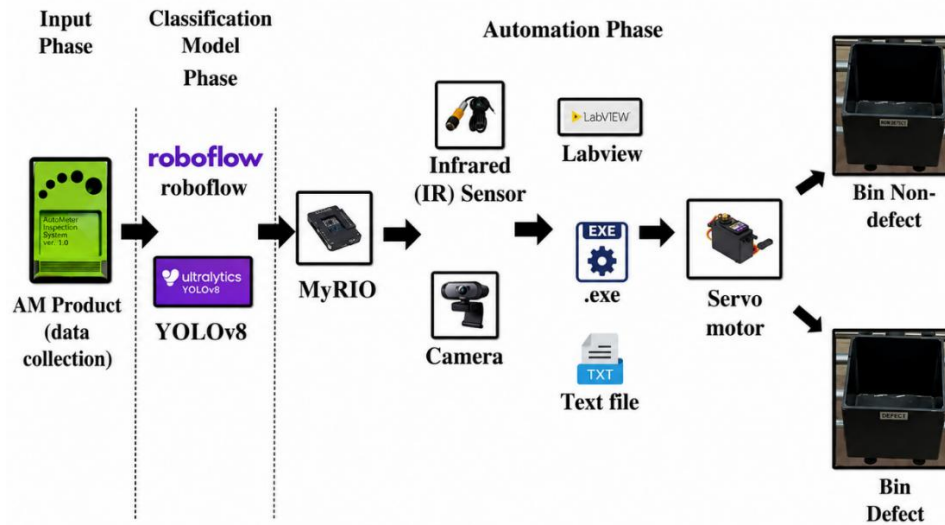 Input
Phase
Classification
Model
Phase
Automation Phase
AutoMeter
Inspection
System
ver. 1.0
AM Product
(data
collection)
roboflow
roboflow
ultralytics
YOLOv8
YOLOv8
MyRIO
Infrared
(IR) Sensor
Camera
LabVIEW
Labview
EXE
.exe
TXT
Text file
Servo
motor
Bin Non-
defect
DEFECT
Bin
Defect